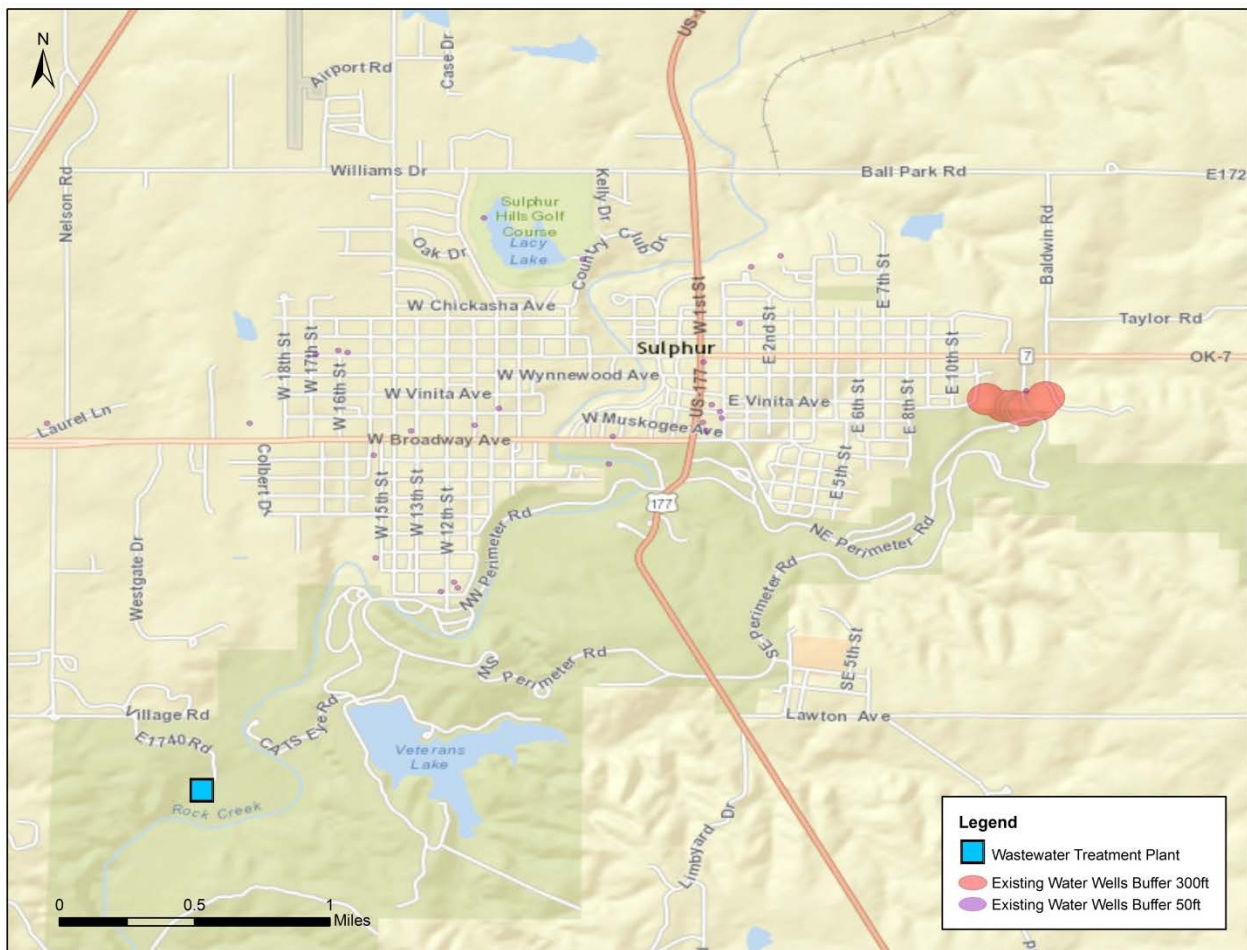 N
Airport Rd
Case Dr
US-1
Nelson Rd
Williams Dr
Kelly Dr
Ball Park Rd
E172
Sulphur
Hills Golf
Course
Lacy
Lake
Oak Dr
Country Club Dr
Baldwin Rd
E 7th St
W Chickasha Ave
W 1st St
E 2nd St
Taylor Rd
W 18th St
W 17th St
W 16th St
Sulphur
OK-7
7
W Wynnewood Ave
E 10th St
W Vinita Ave
US-177
E Vinita Ave
E 6th St
E 8th St
Laurel Ln
W Muskogee Ave
W Broadway Ave
Colbert Dr
W 15th St
W 13th St
W 12th St
E 5th St
177
NW Perimeter Rd
NE Perimeter Rd
Westgate Dr
SE Perimeter Rd
SW Perimeter Rd
SE 5th St
Village Rd
E1740 Rd
CATS Eye Rd
Lawton Ave
Veterans
Lake
Rock Creek
Limbyard Dr
Legend
Wastewater Treatment Plant
Existing Water Wells Buffer 300ft
Existing Water Wells Buffer 50ft
0 0.5 1
Miles